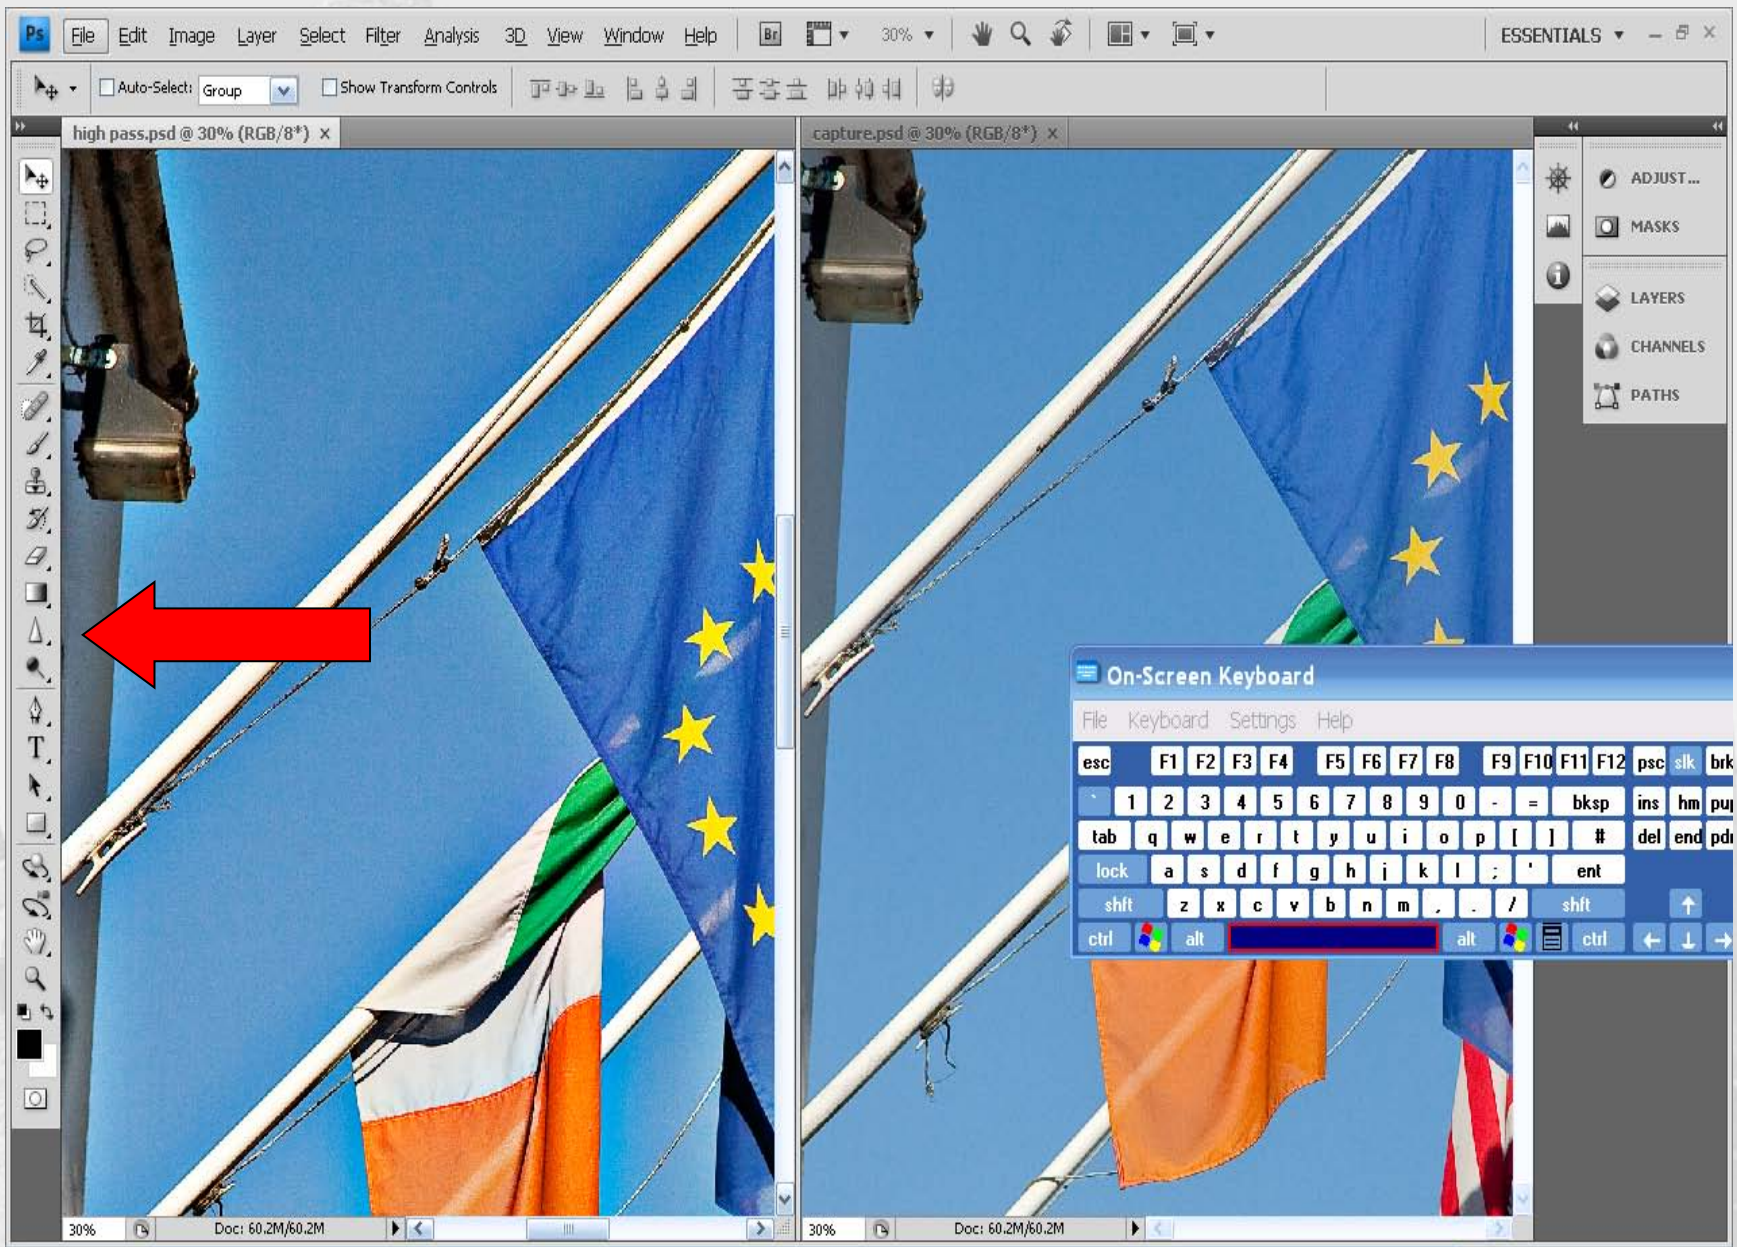 Ps File Edit Image Layer Select Filter Analysis 3D View Window Help Br 30% ESSENTIALS
Auto-Select: Group Show Transform Controls
high pass.psd @ 30% (RGB/8*) x
capture.psd @ 30% (RGB/8*) x
ADJUST...
MASKS
LAYERS
CHANNELS
PATHS
T
On-Screen Keyboard
File Keyboard Settings Help
esc F1 F2 F3 F4 F5 F6 F7 F8 F9 F10 F11 F12 psc slk brk
` 1 2 3 4 5 6 7 8 9 0 - = bksp ins hm pup
tab q w e r t y u i o p [ ] # del end pdn
lock a s d f g h j k l ; ' ent
shft z x c v b n m , . / shft ↑
ctrl alt alt ctrl ← ↓ →
30% Doc: 60.2M/60.2M
30% Doc: 60.2M/60.2M